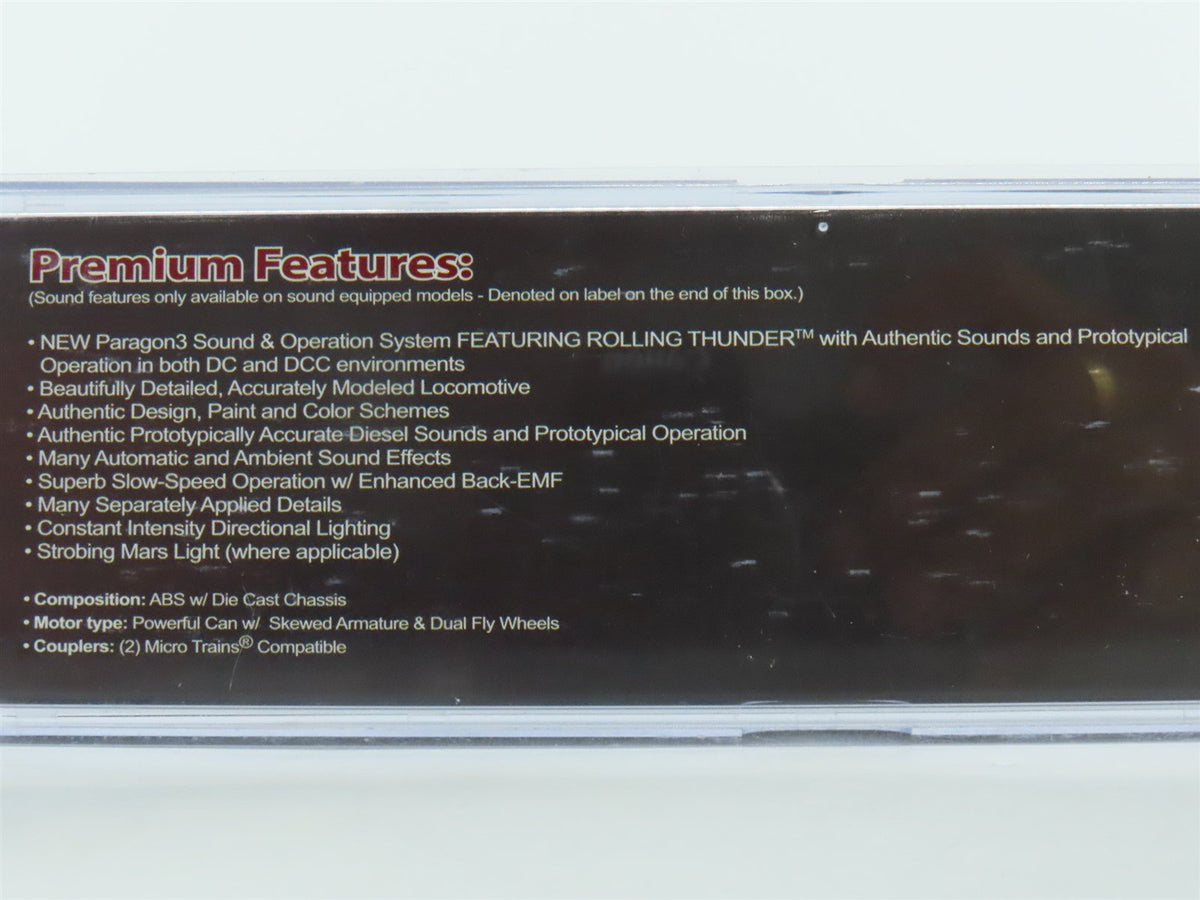 Premium Features:
(Sound features only available on sound equipped models - Denoted on label on the end of this box.)
• NEW Paragon3 Sound & Operation System FEATURING ROLLING THUNDER™ with Authentic Sounds and Prototypical
Operation in both DC and DCC environments
• Beautifully Detailed, Accurately Modeled Locomotive
• Authentic Design, Paint and Color Schemes
• Authentic Prototypically Accurate Diesel Sounds and Prototypical Operation
• Many Automatic and Ambient Sound Effects
• Superb Slow-Speed Operation w/ Enhanced Back-EMF
• Many Separately Applied Details
• Constant Intensity Directional Lighting
• Strobing Mars Light (where applicable)
• Composition: ABS w/ Die Cast Chassis
• Motor type: Powerful Can w/ Skewed Armature & Dual Fly Wheels
• Couplers: (2) Micro Trains® Compatible